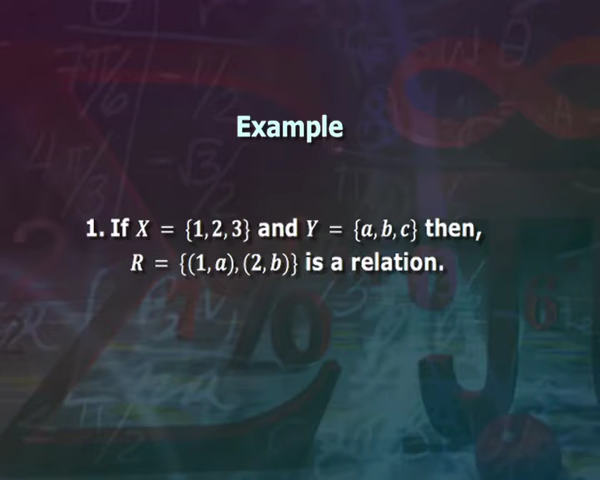 Example
1. If X = {1,2,3} and Y = {a,b,c} then,
R = {(1,a),(2,b)} is a relation.